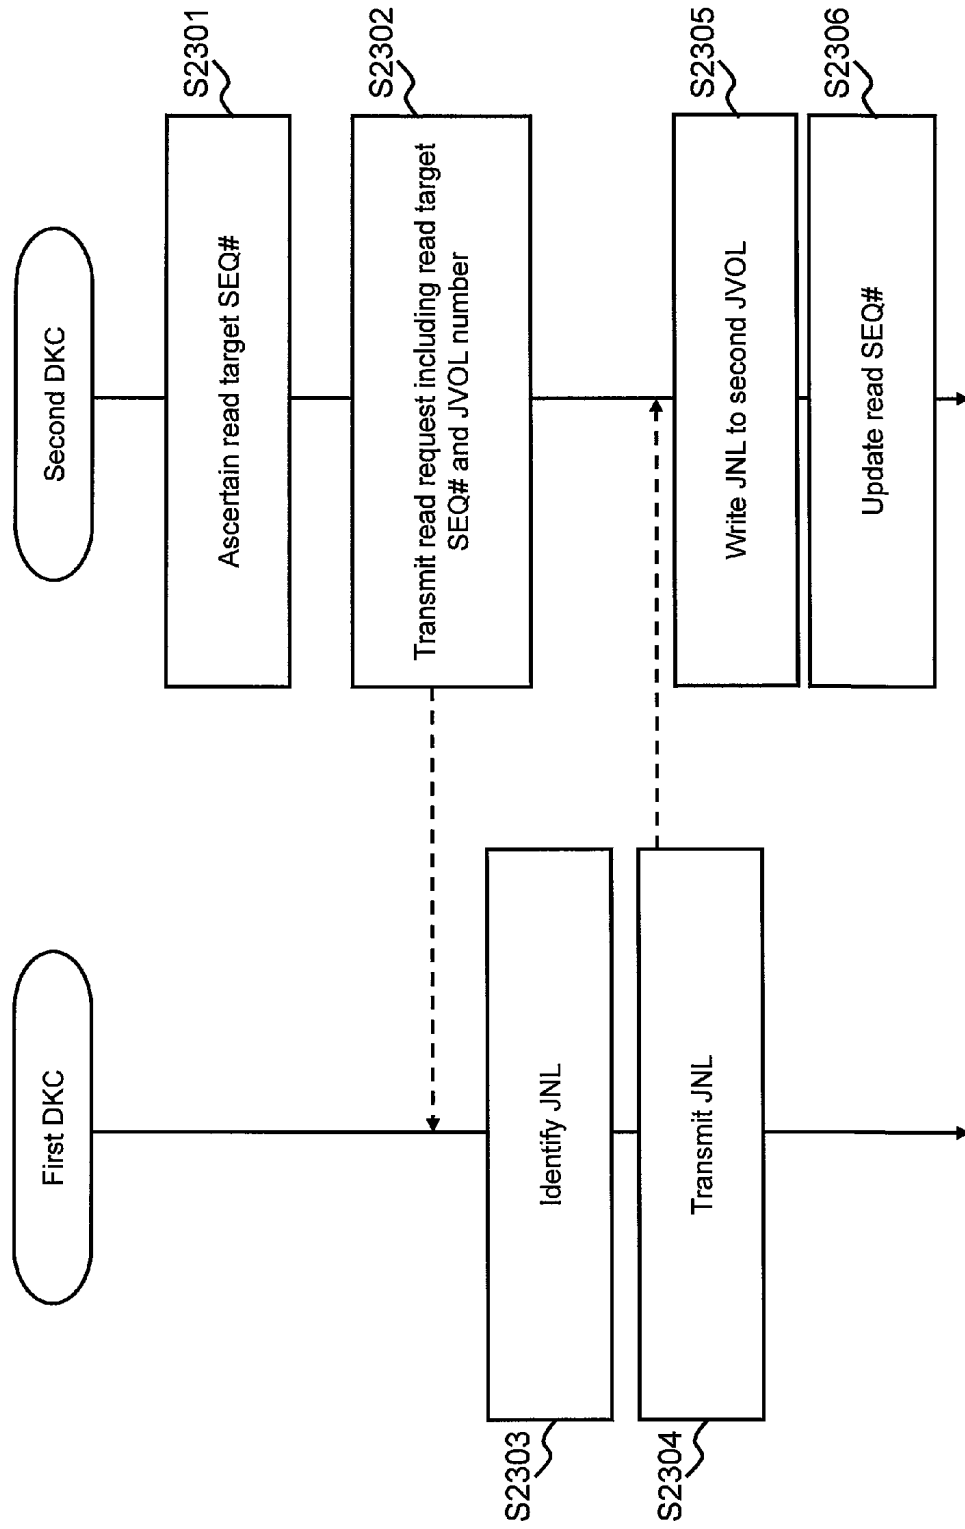 First DKC
Second DKC
Ascertain read target SEQ#
S2301
Transmit read request including read target
SEQ# and JVOL number
S2302
S2303
Identify JNL
S2304
Transmit JNL
Write JNL to second JVOL
S2305
Update read SEQ#
S2306